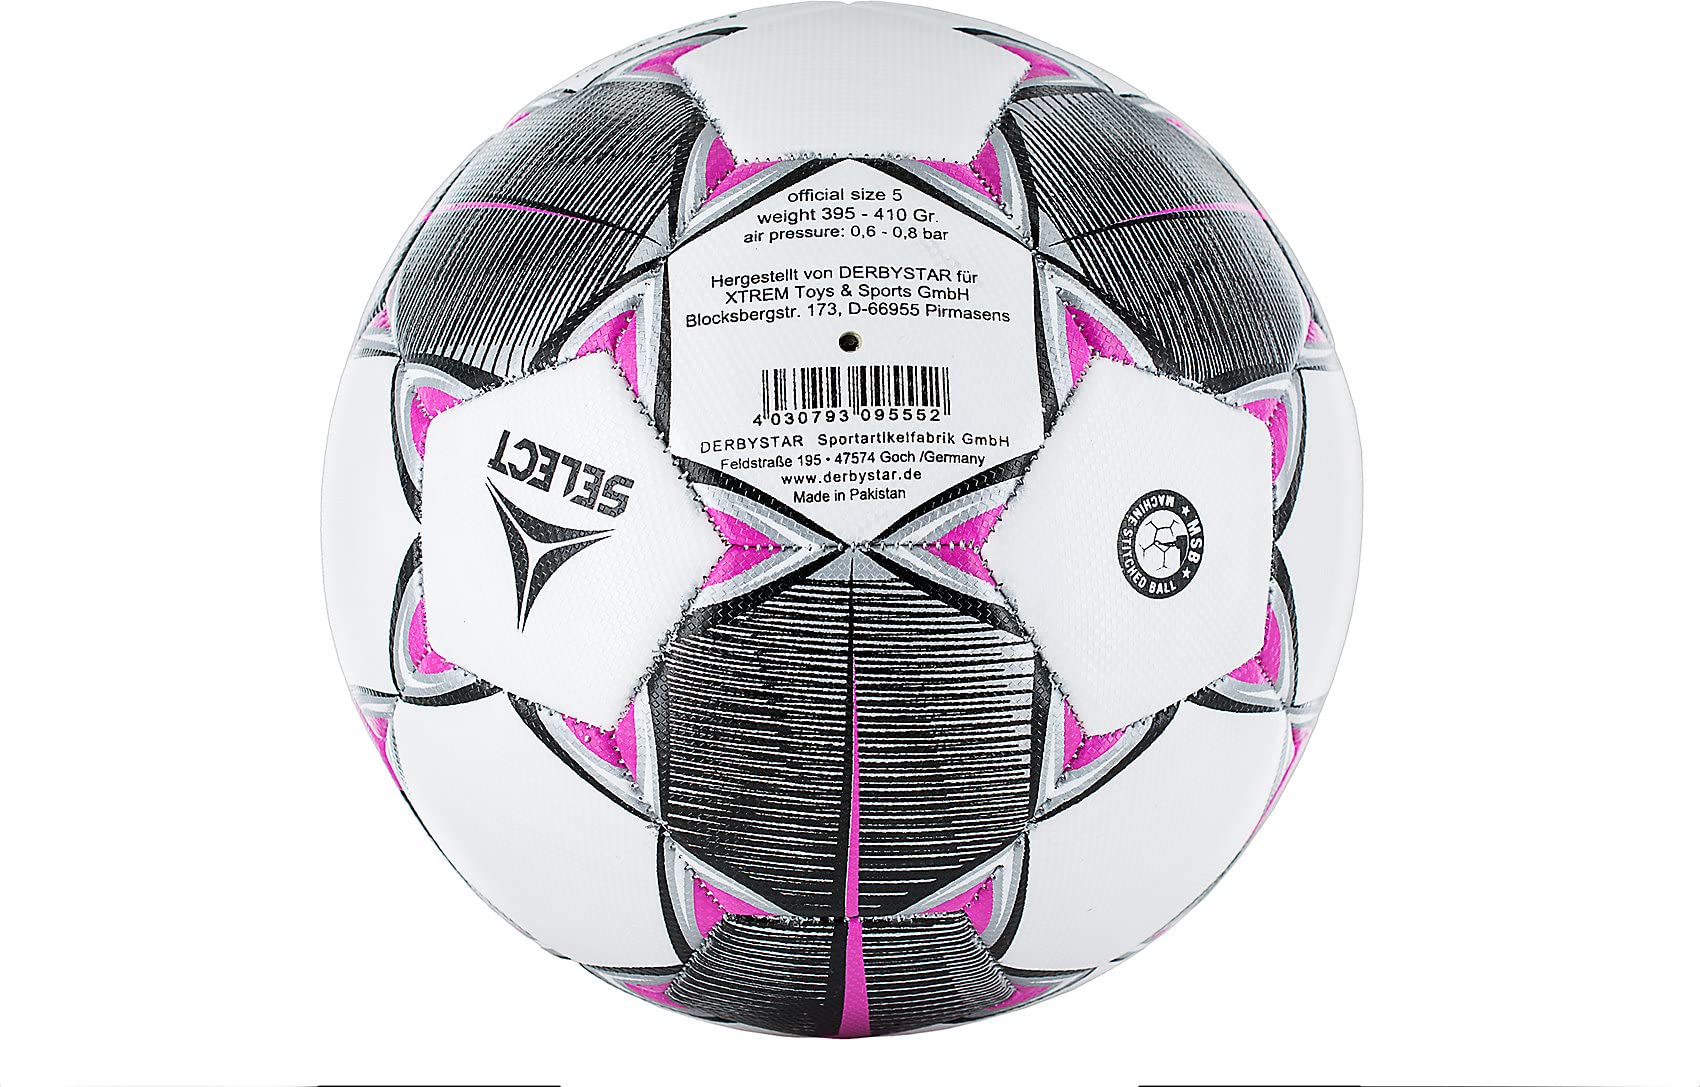 official size 5
weight 395 - 410 Gr.
air pressure: 0,6 - 0,8 bar
Hergestellt von DERBYSTAR für
XTREM Toys & Sports GmbH
Blocksbergstr. 173, D-66955 Pirmasens
4 030793 095552
DERBYSTAR Sportartikelfabrik GmbH
Feldstraße 195 • 47574 Goch /Germany
www.derbystar.de
Made in Pakistan
SELECT
★ MSB ★
MACHINE STITCHED BALL